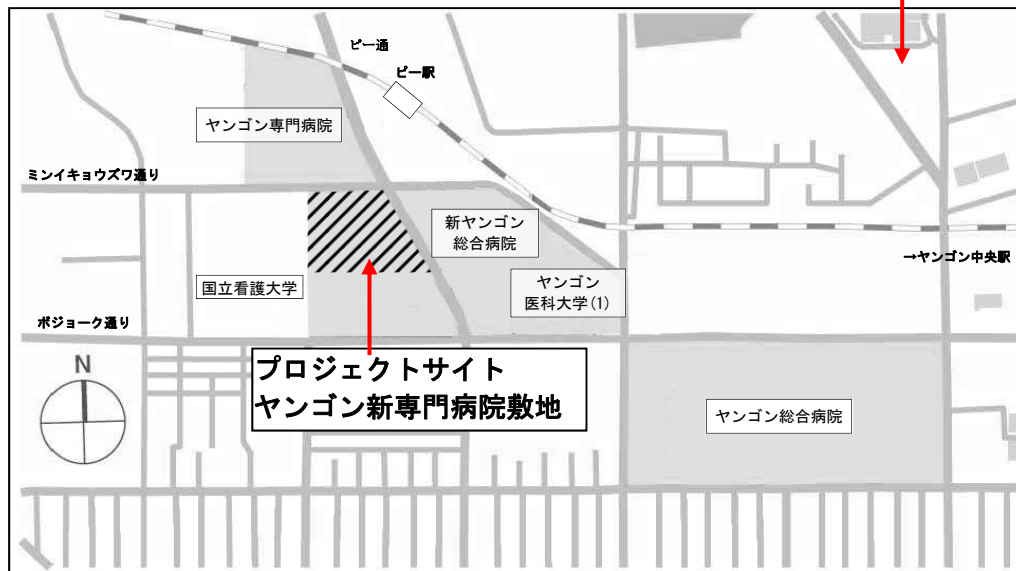 ピー通
ピー駅
ヤンゴン専門病院
ミンイキョウズワ通り
新ヤンゴン
総合病院
→ヤンゴン中央駅
ヤンゴン
医科大学(1)
国立看護大学
ボジョーク通り
N
プロジェクトサイト
ヤンゴン新専門病院敷地
ヤンゴン総合病院